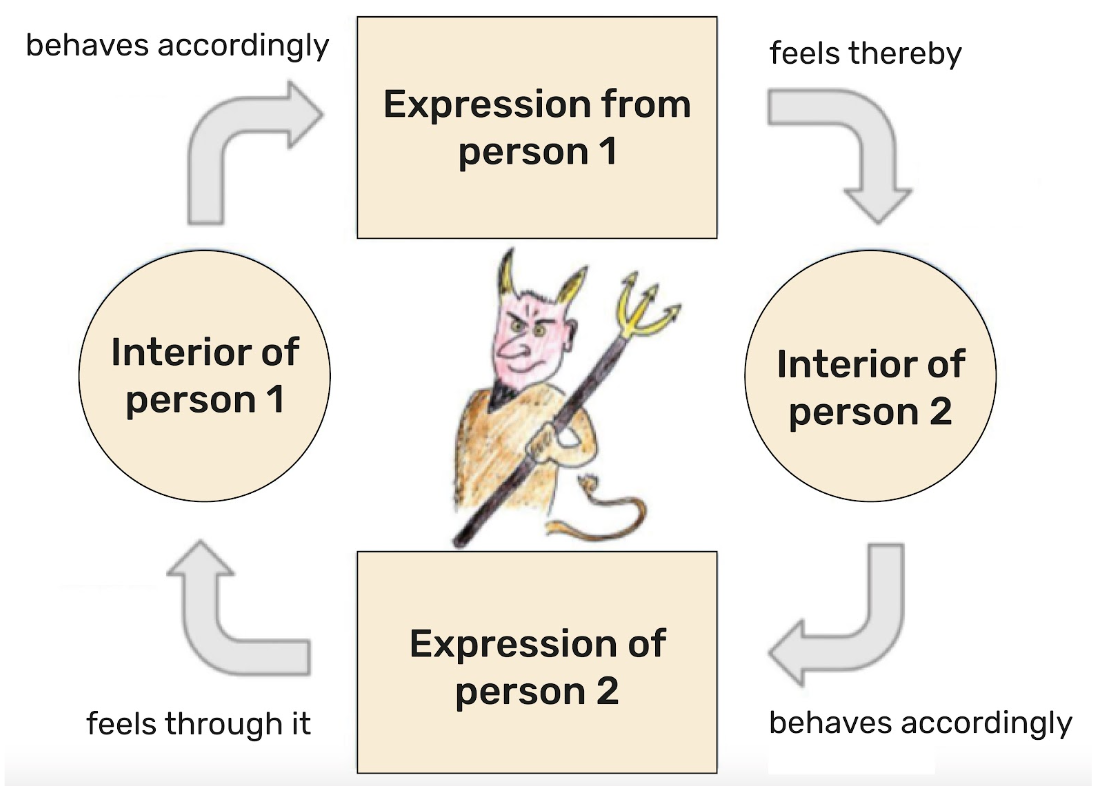 behaves accordingly
Expression from
person 1
feels thereby
Interior of
person 1
Interior of
person 2
Expression of
person 2
feels through it
behaves accordingly